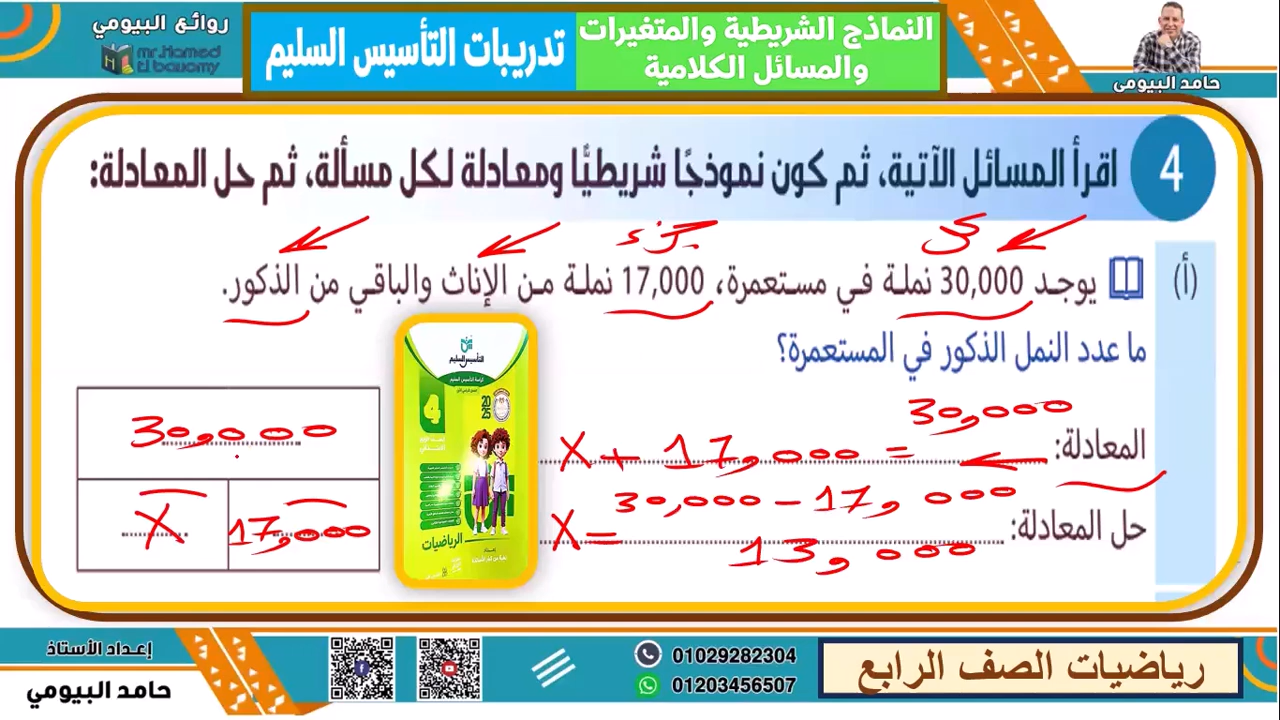 روائع البيومي
mr.Hamed
El bauomy
تدريبات التأسيس السليم
النماذج الشريطية والمتغيرات
والمسائل الكلامية
حامد البيومى
4 اقرأ المسائل الآتية، ثم كون نموذجًا شريطيًّا ومعادلة لكل مسألة، ثم حل المعادلة:
كل
جزء
(أ) يوجد 30,000 نملة في مستعمرة، 17,000 نملة من الإناث والباقي من الذكور.
ما عدد النمل الذكور في المستعمرة؟
30,000
المعادلة: X + 17,000 =
30,000 - 17,000
حل المعادلة: X = 13,000
30,000
X
17,000
التأسيس السليم
4
الرياضيات
إعداد الأستاذ
حامد البيومي
01029282304
01203456507
رياضيات الصف الرابع